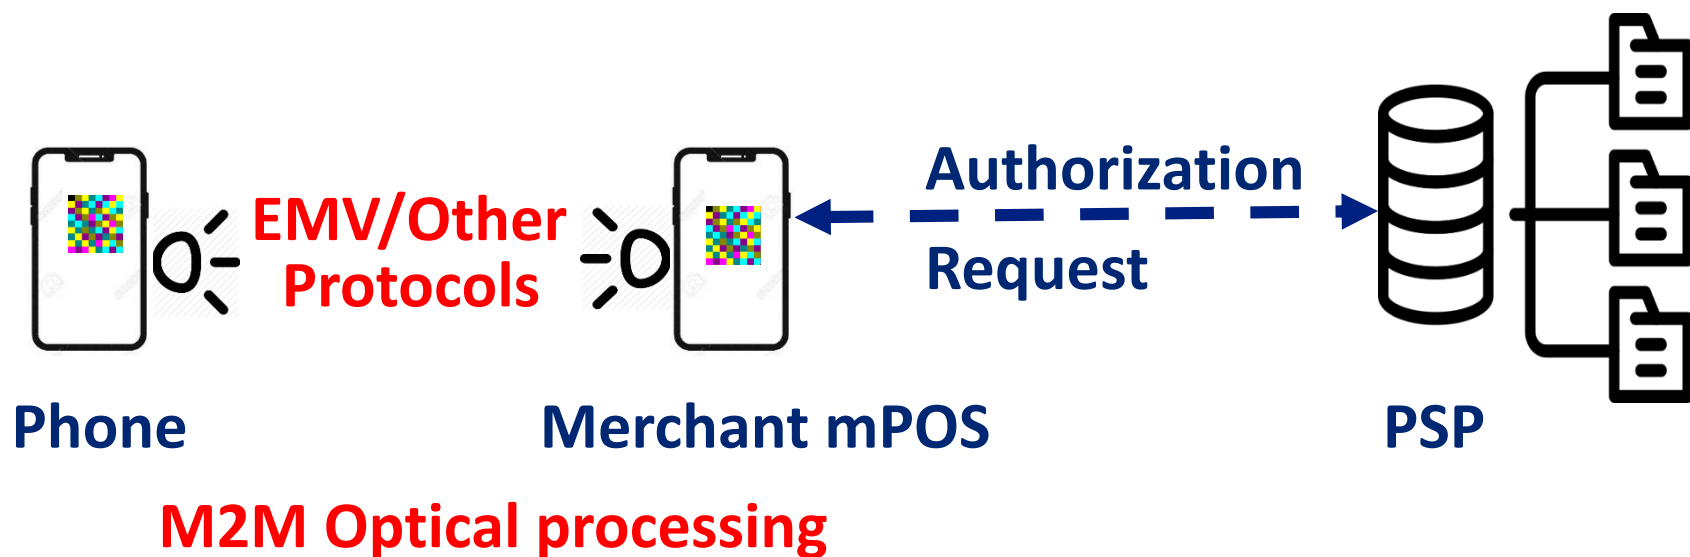 EMV/Other
Protocols
Authorization
Request
Phone
Merchant mPOS
PSP
M2M Optical processing